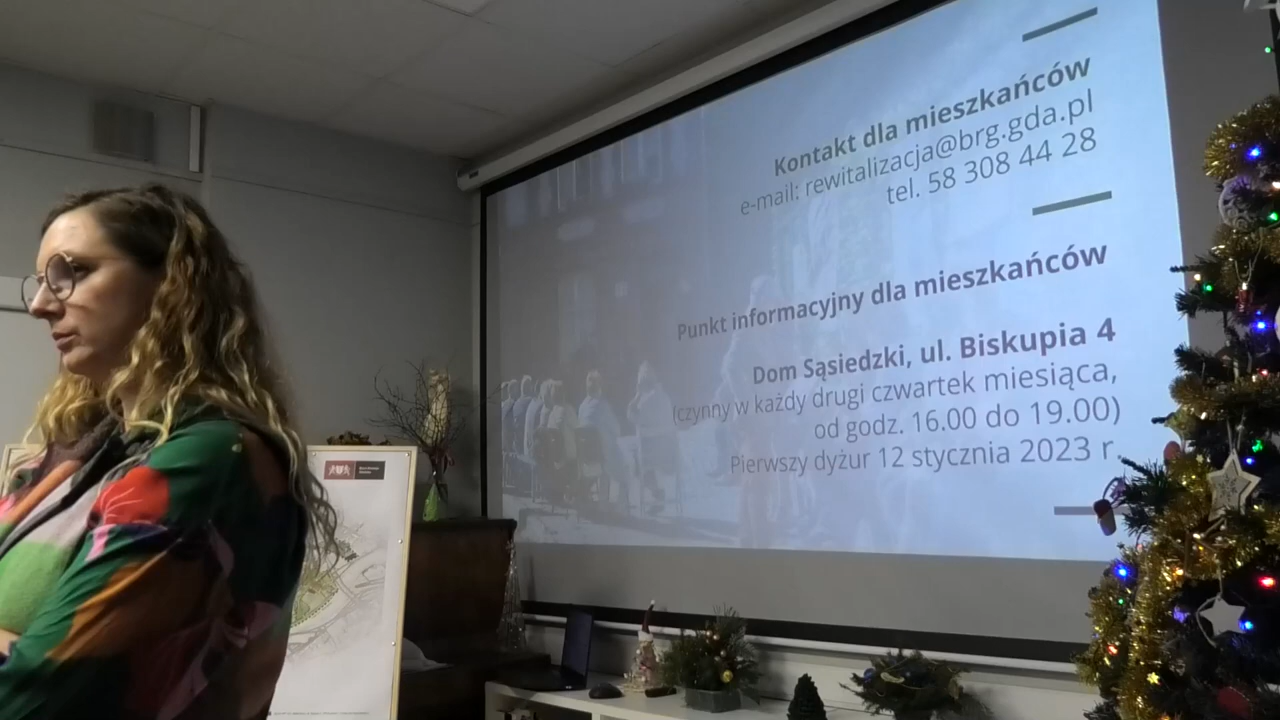 Kontakt dla mieszkańców
e-mail: rewitalizacja@brg.gda.pl
tel. 58 308 44 28
Punkt informacyjny dla mieszkańców
Dom Sąsiedzki, ul. Biskupia 4
(czynny w każdy drugi czwartek miesiąca,
od godz. 16.00 do 19.00)
Pierwszy dyżur 12 stycznia 2023 r.